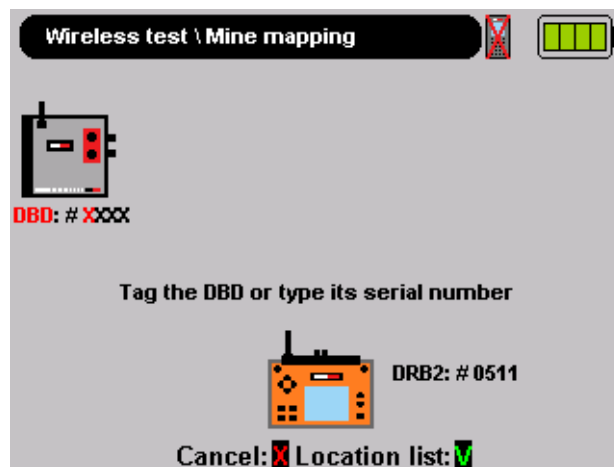 Wireless test \ Mine mapping
DBD: # XXXX
Tag the DBD or type its serial number
DRB2: # 0511
Cancel: X Location list: V